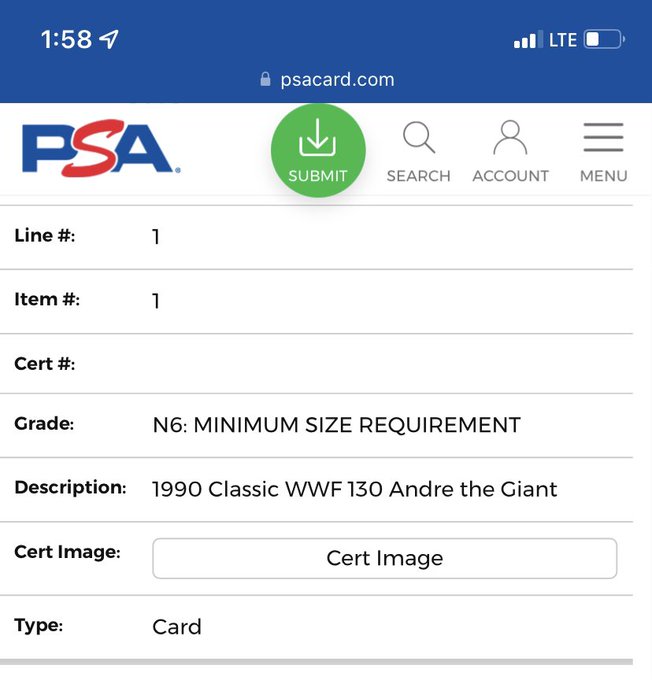 1:58
LTE
psacard.com
PSA
SUBMIT
SEARCH
ACCOUNT
MENU
Line #: 1
Item #: 1
Cert #:
Grade: N6: MINIMUM SIZE REQUIREMENT
Description: 1990 Classic WWF 130 Andre the Giant
Cert Image: Cert Image
Type: Card